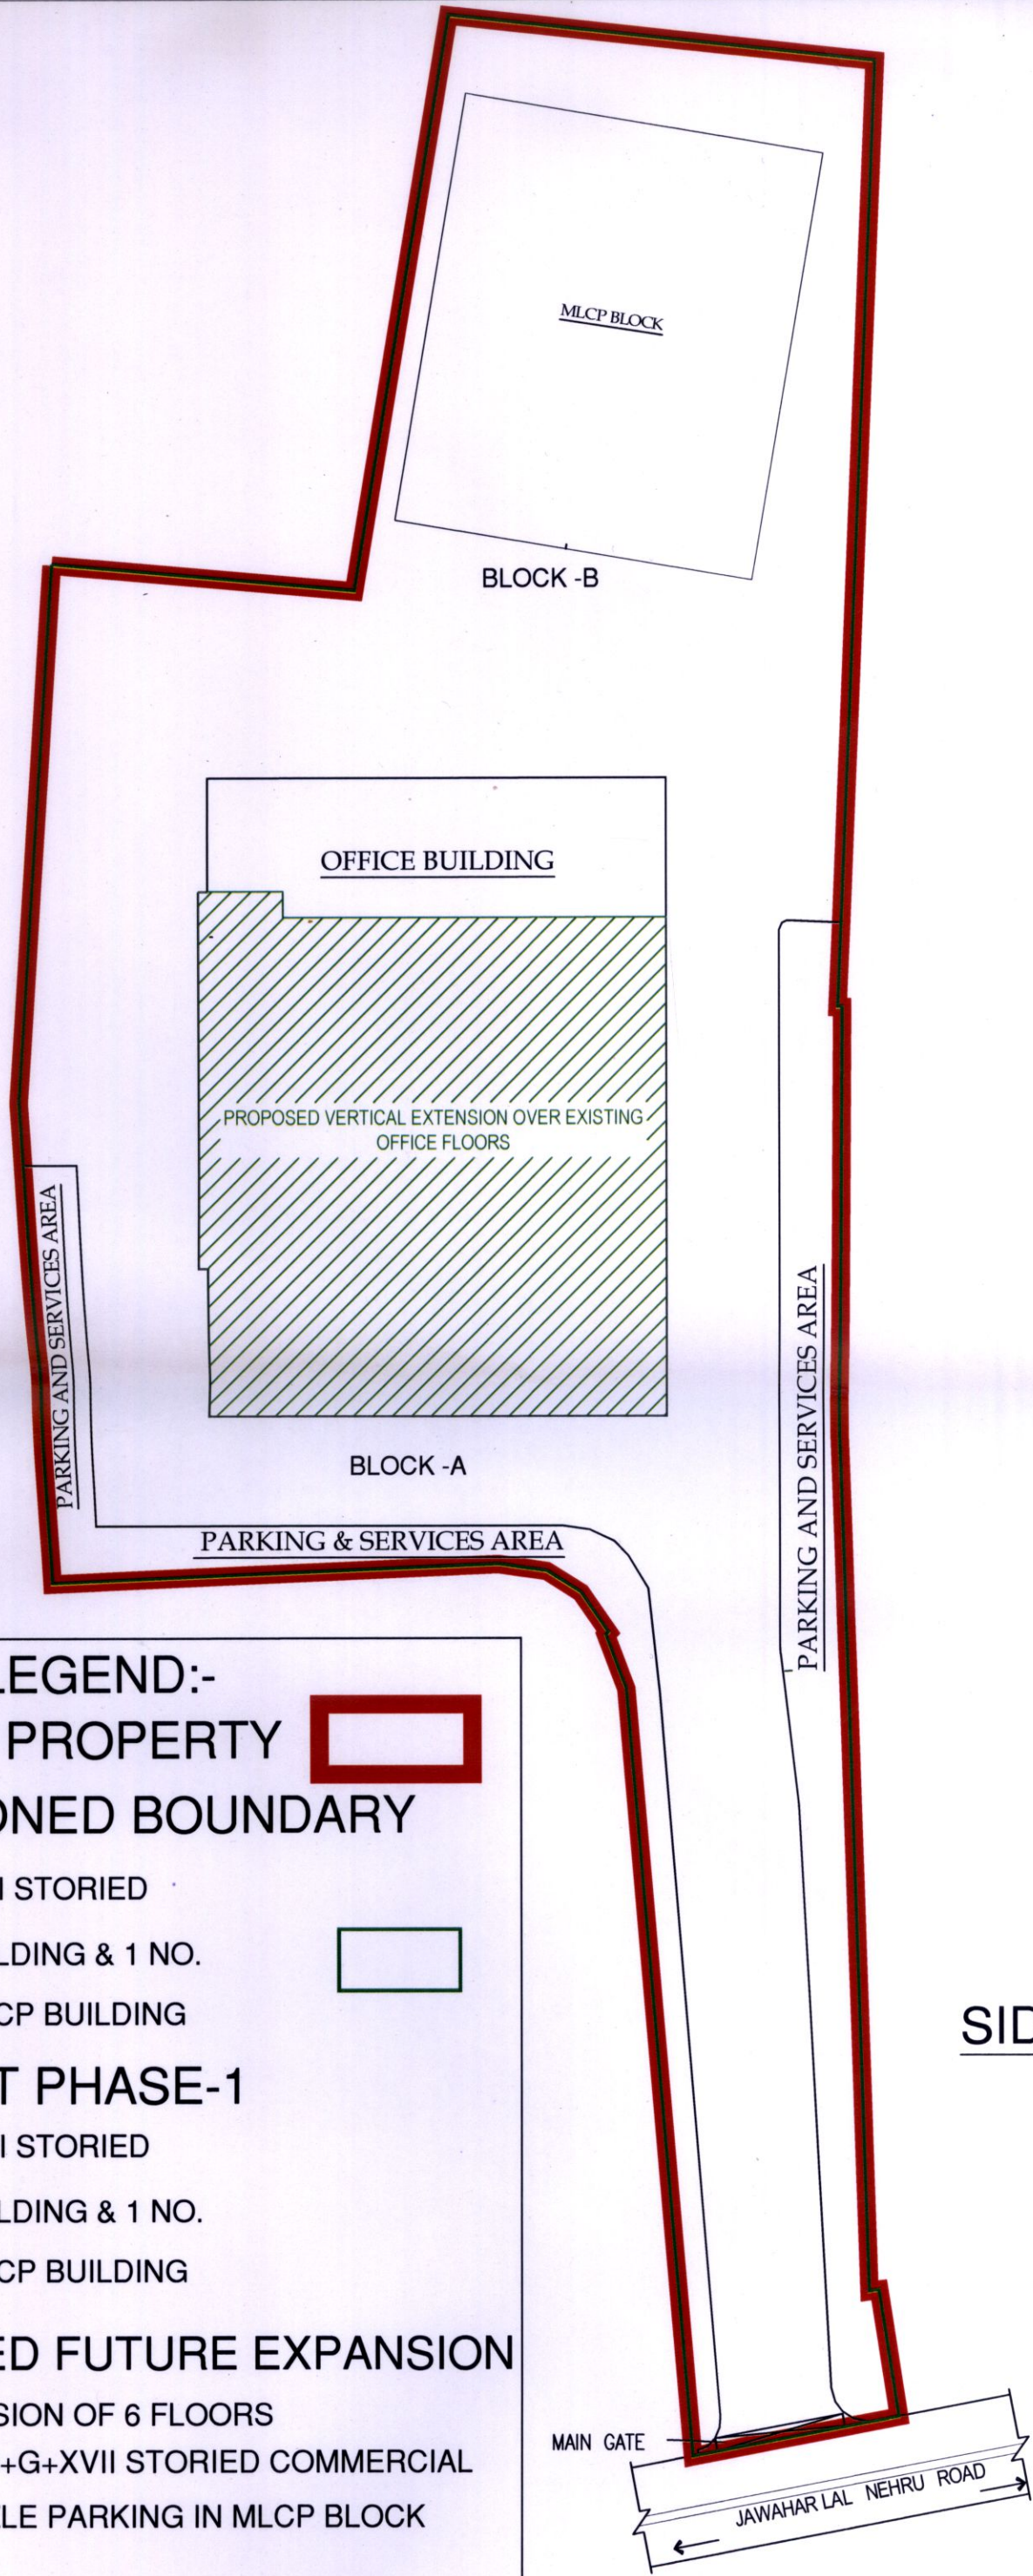 MLCP BLOCK
BLOCK -B
OFFICE BUILDING
PROPOSED VERTICAL EXTENSION OVER EXISTING
OFFICE FLOORS
PARKING AND SERVICES AREA
PARKING AND SERVICES AREA
BLOCK -A
PARKING & SERVICES AREA
LEGEND:-
PROPERTY
ONED BOUNDARY
I STORIED
LDING & 1 NO.
CP BUILDING
T PHASE-1
I STORIED
LDING & 1 NO.
CP BUILDING
ED FUTURE EXPANSION
SION OF 6 FLOORS
+G+XVII STORIED COMMERCIAL
LE PARKING IN MLCP BLOCK
SID
MAIN GATE
JAWAHAR LAL NEHRU ROAD